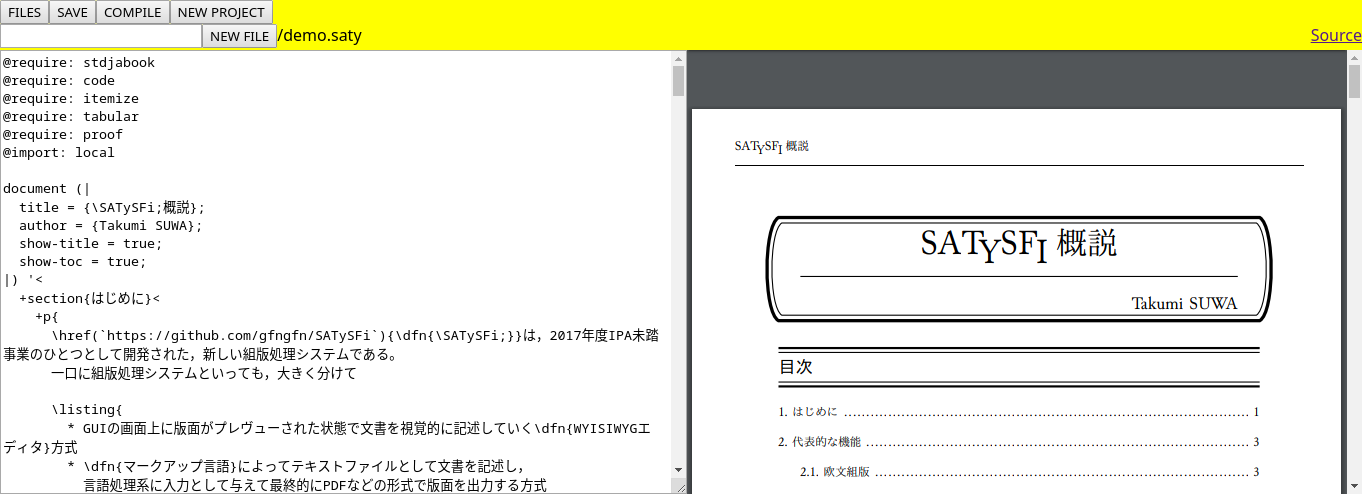 FILES SAVE COMPILE NEW PROJECT
NEW FILE /demo.saty Source
@require: stdjabook
@require: code
@require: itemize
@require: tabular
@require: proof
@import: local
document (|
title = {\SATySFi;概説};
author = {Takumi SUWA};
show-title = true;
show-toc = true;
|) '<
+section{はじめに}<
+p{
\href(`https://github.com/gfngfn/SATySFi`){\dfn{\SATySFi;}}は，2017年度IPA未踏
事業のひとつとして開発された，新しい組版処理システムである。
一口に組版処理システムといっても，大きく分けて
\listing{
* GUIの画面上に版面がプレヴューされた状態で文書を視覚的に記述していく\dfn{WYISIWYGエ
ディタ}方式
* \dfn{マークアップ言語}によってテキストファイルとして文書を記述し，
言語処理系に入力として与えて最終的にPDFなどの形式で版面を出力する方式
SATYSFI 概説
SATYSFI 概説
Takumi SUWA
目次
1. はじめに ........................................ 1
2. 代表的な機能 ........................................ 3
2.1. 欧文組版 ........................................ 3